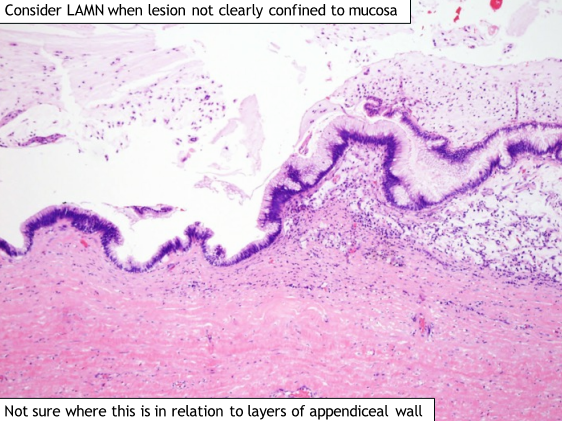 Consider LAMN when lesion not clearly confined to mucosa
Not sure where this is in relation to layers of appendiceal wall